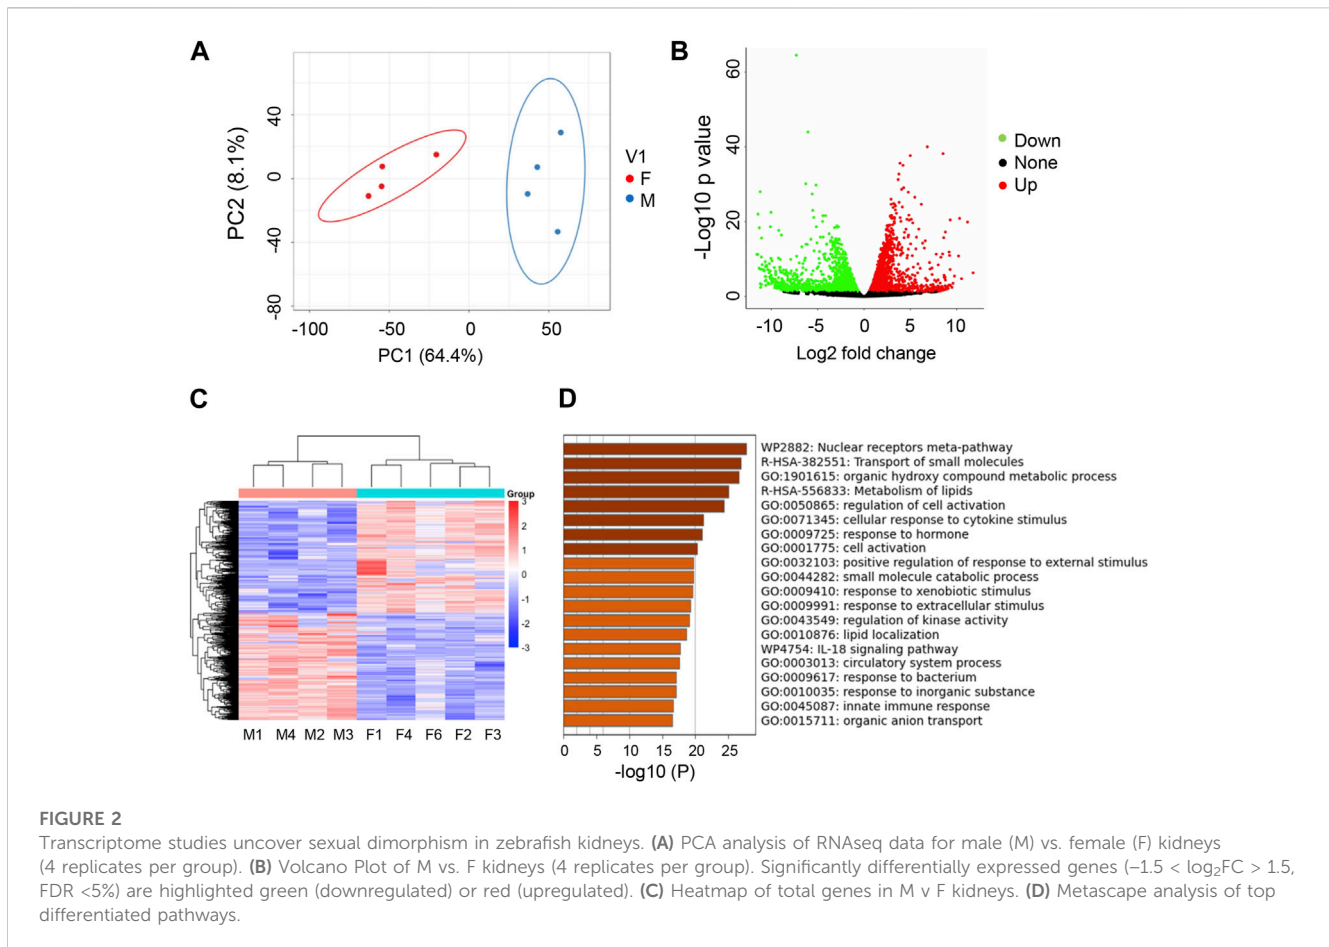 A
PC2 (8.1%)
40
0
-40
-80
-100
-50
0
50
PC1 (64.4%)
V1
F
M
B
-Log10 p value
60
40
20
0
-10
-5
0
5
10
Log2 fold change
Down
None
Up
C
Group
3
2
1
0
-1
-2
-3
M1 M4 M2 M3 F1 F4 F6 F2 F3
D
WP2882: Nuclear receptors meta-pathway
R-HSA-382551: Transport of small molecules
GO:1901615: organic hydroxy compound metabolic process
R-HSA-556833: Metabolism of lipids
GO:0050865: regulation of cell activation
GO:0071345: cellular response to cytokine stimulus
GO:0009725: response to hormone
GO:0001775: cell activation
GO:0032103: positive regulation of response to external stimulus
GO:0044282: small molecule catabolic process
GO:0009410: response to xenobiotic stimulus
GO:0009991: response to extracellular stimulus
GO:0043549: regulation of kinase activity
GO:0010876: lipid localization
WP4754: IL-18 signaling pathway
GO:0003013: circulatory system process
GO:0009617: response to bacterium
GO:0010035: response to inorganic substance
GO:0045087: innate immune response
GO:0015711: organic anion transport
0 5 10 15 20 25
-log10 (P)
FIGURE 2
Transcriptome studies uncover sexual dimorphism in zebrafish kidneys. (A) PCA analysis of RNAseq data for male (M) vs. female (F) kidneys
(4 replicates per group). (B) Volcano Plot of M vs. F kidneys (4 replicates per group). Significantly differentially expressed genes (–1.5 < log₂FC > 1.5,
FDR <5%) are highlighted green (downregulated) or red (upregulated). (C) Heatmap of total genes in M v F kidneys. (D) Metascape analysis of top
differentiated pathways.